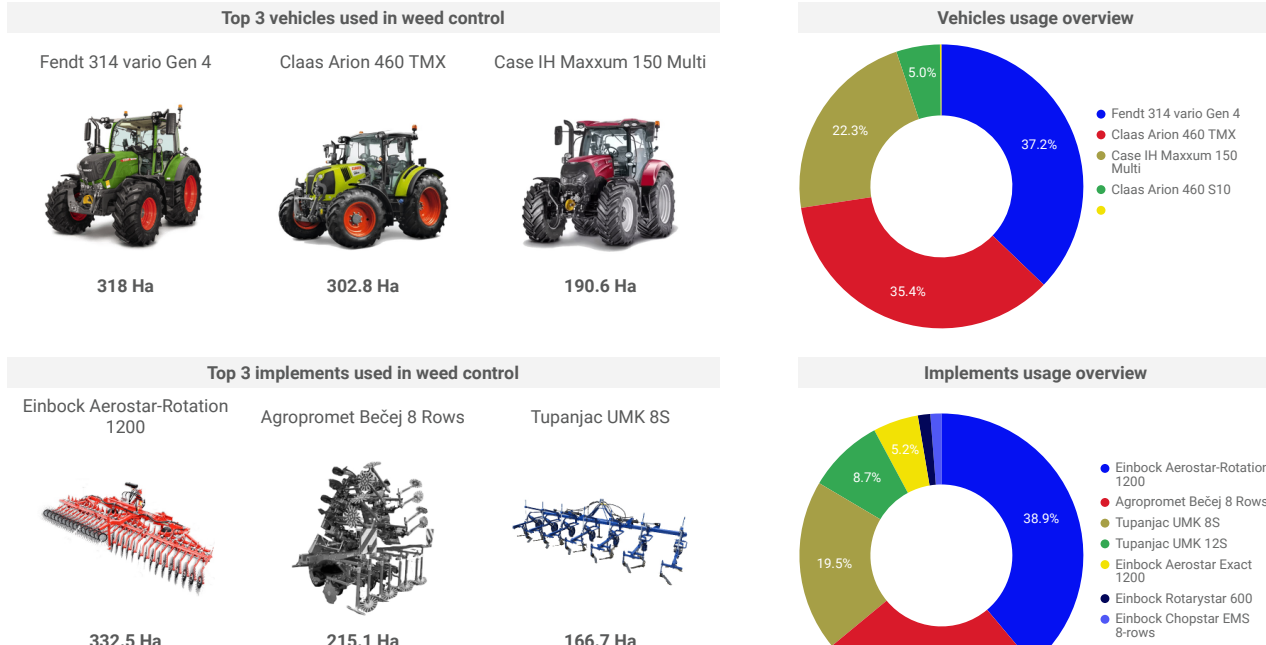 Top 3 vehicles used in weed control
Fendt 314 vario Gen 4
Claas Arion 460 TMX
Case IH Maxxum 150 Multi
318 Ha
302.8 Ha
190.6 Ha
Vehicles usage overview
5.0%
22.3%
37.2%
35.4%
Fendt 314 vario Gen 4
Claas Arion 460 TMX
Case IH Maxxum 150
Multi
Claas Arion 460 S10
Top 3 implements used in weed control
Einbock Aerostar-Rotation
1200
Agropromet Bečej 8 Rows
Tupanjac UMK 8S
332.5 Ha
215.1 Ha
166.7 Ha
Implements usage overview
5.2%
8.7%
38.9%
19.5%
Einbock Aerostar-Rotation
1200
Agropromet Bečej 8 Rows
Tupanjac UMK 8S
Tupanjac UMK 12S
Einbock Aerostar Exact
1200
Einbock Rotarystar 600
Einbock Chopstar EMS
8-rows